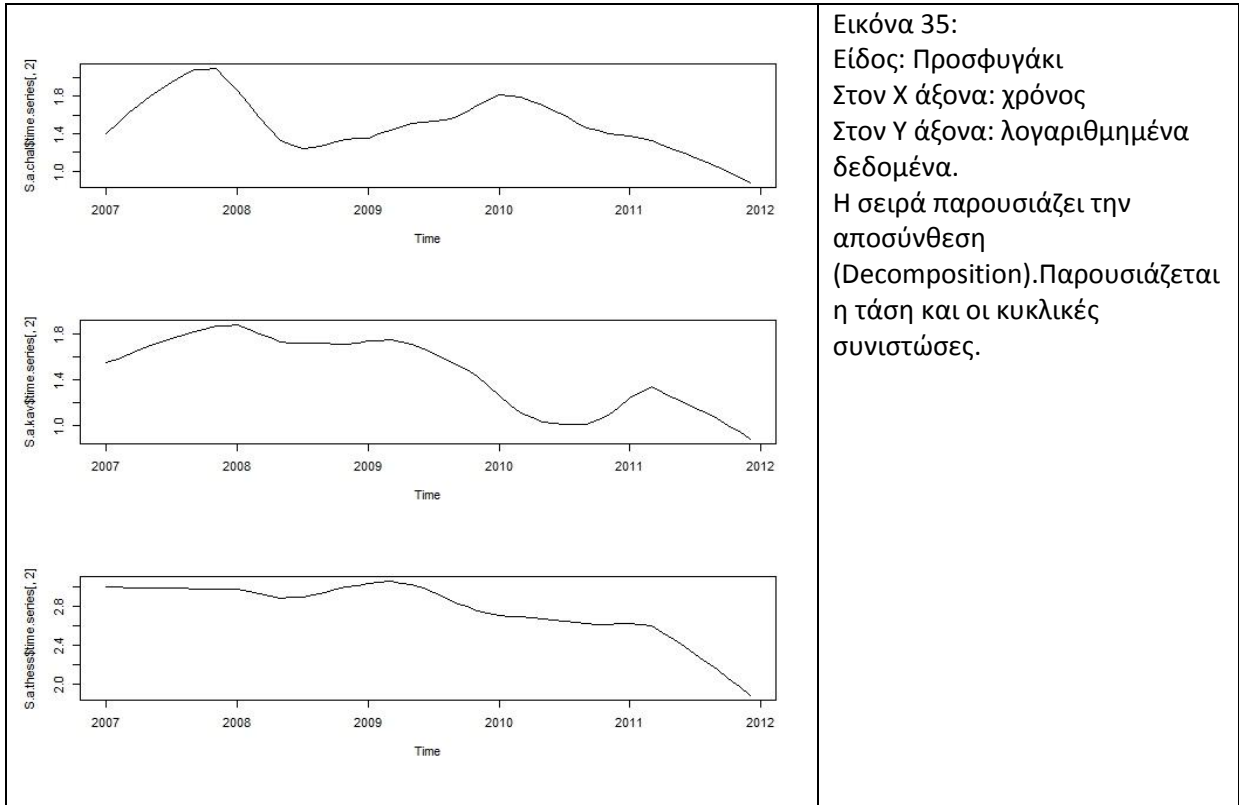 S.a.chal$time.series[, 2]
1.0 1.4 1.8
2007 2008 2009 2010 2011 2012
Time
S.a.kav$time.series[, 2]
1.0 1.4 1.8
2007 2008 2009 2010 2011 2012
Time
S.a.thess$time.series[, 2]
2.0 2.4 2.8
2007 2008 2009 2010 2011 2012
Time
Εικόνα 35:
Είδος: Προσφυγάκι
Στον Χ άξονα: χρόνος
Στον Υ άξονα: λογαριθμημένα
δεδομένα.
Η σειρά παρουσιάζει την
αποσύνθεση
(Decomposition).Παρουσιάζεται
η τάση και οι κυκλικές
συνιστώσες.